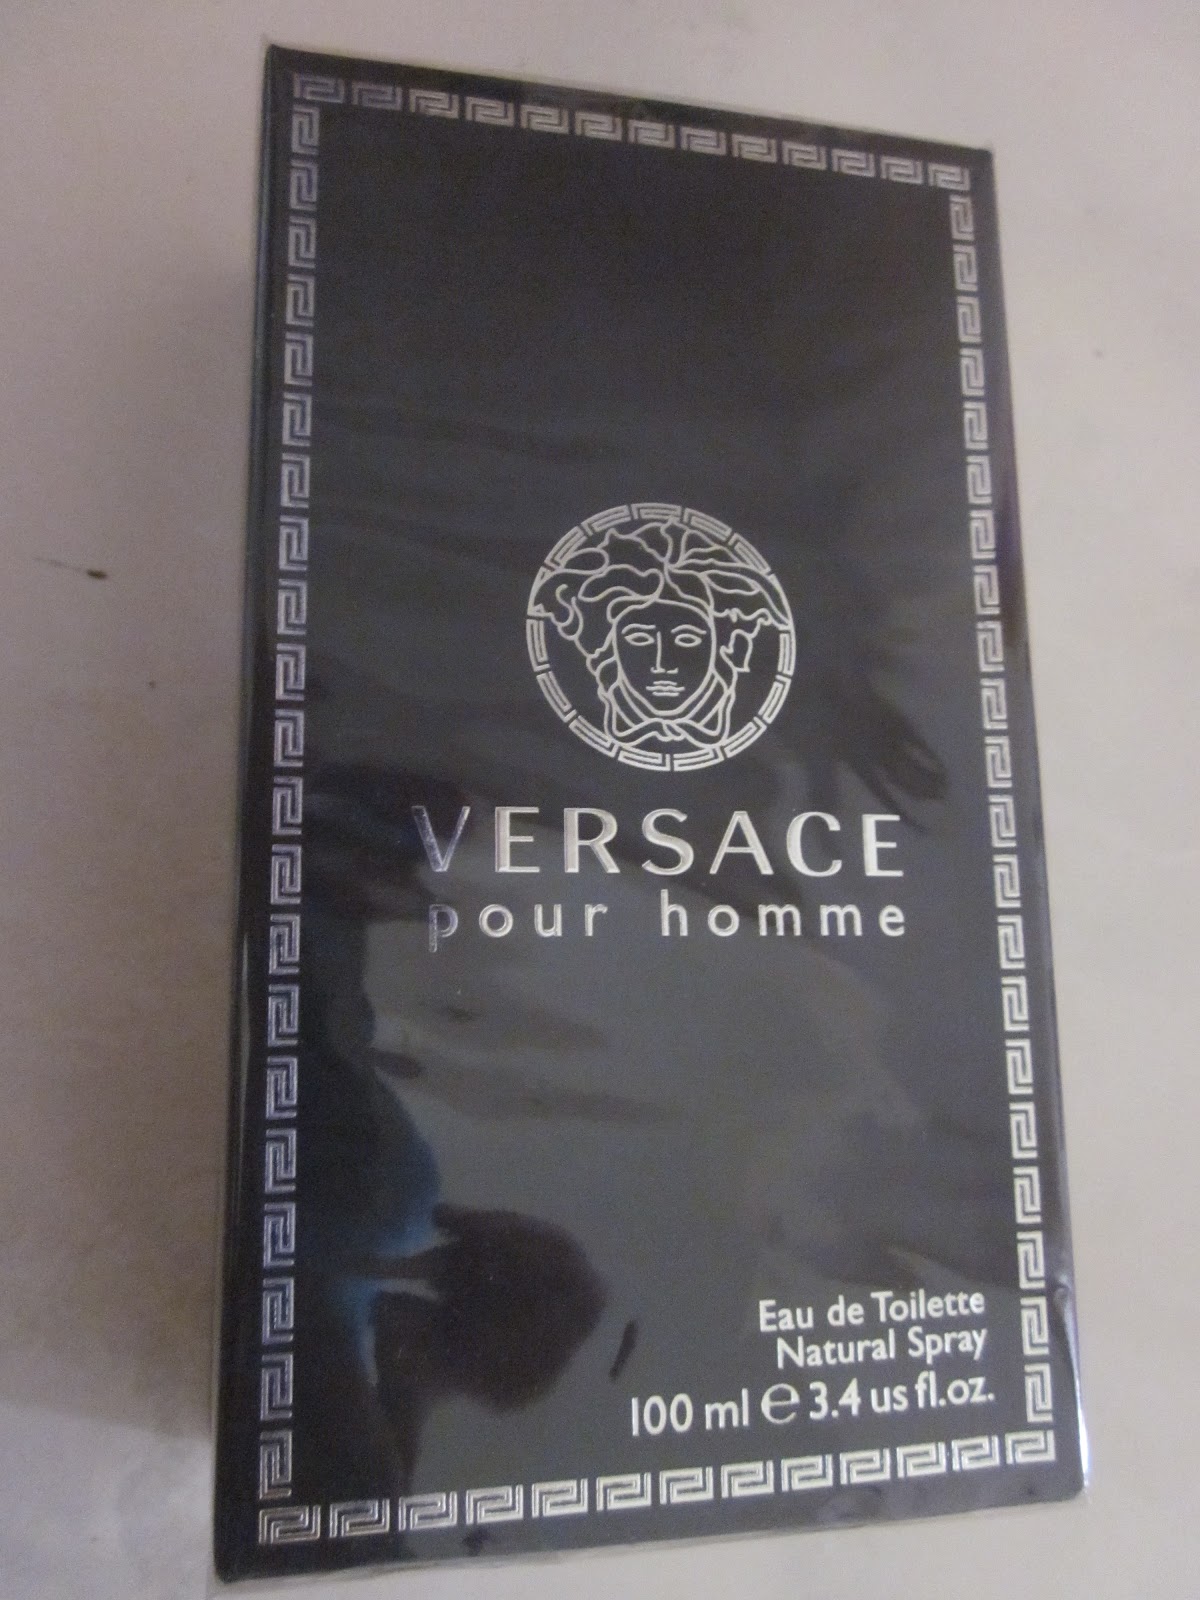 VERSACE
pour homme
Eau de Toilette
Natural Spray
100 ml ℮ 3.4 us fl.oz.